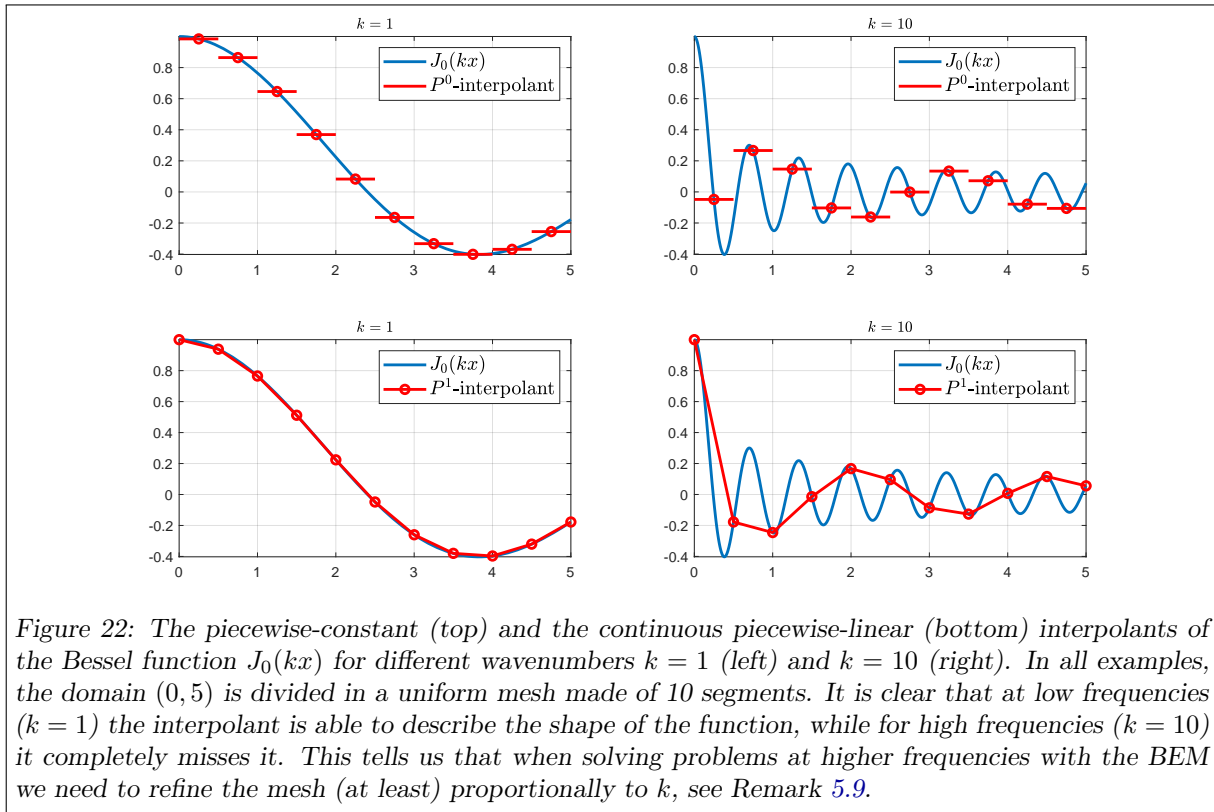 k = 1
J₀(kx)
P⁰-interpolant
0.8
0.6
0.4
0.2
0
-0.2
-0.4
0 1 2 3 4 5
k = 10
J₀(kx)
P⁰-interpolant
0.8
0.6
0.4
0.2
0
-0.2
-0.4
0 1 2 3 4 5
k = 1
J₀(kx)
P¹-interpolant
0.8
0.6
0.4
0.2
0
-0.2
-0.4
0 1 2 3 4 5
k = 10
J₀(kx)
P¹-interpolant
0.8
0.6
0.4
0.2
0
-0.2
-0.4
0 1 2 3 4 5
Figure 22: The piecewise-constant (top) and the continuous piecewise-linear (bottom) interpolants of
the Bessel function J₀(kx) for different wavenumbers k = 1 (left) and k = 10 (right). In all examples,
the domain (0, 5) is divided in a uniform mesh made of 10 segments. It is clear that at low frequencies
(k = 1) the interpolant is able to describe the shape of the function, while for high frequencies (k = 10)
it completely misses it. This tells us that when solving problems at higher frequencies with the BEM
we need to refine the mesh (at least) proportionally to k, see Remark 5.9.